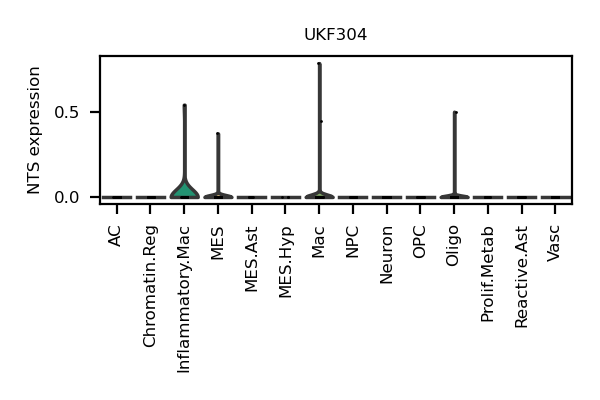 UKF304
NTS expression
0.5
0.0
AC
Chromatin.Reg
Inflammatory.Mac
MES
MES.Ast
MES.Hyp
Mac
NPC
Neuron
OPC
Oligo
Prolif.Metab
Reactive.Ast
Vasc